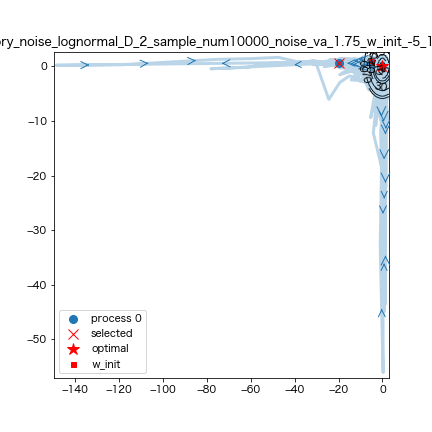 ory_noise_lognormal_D_2_sample_num10000_noise_va_1.75_w_init_-5_1
0
−10
−20
−30
−40
−50
−140 −120 −100 −80 −60 −40 −20 0
process 0
selected
optimal
w_init